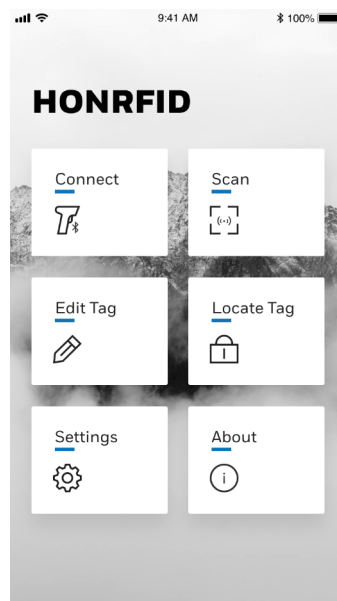 9:41 AM 100%
HONRFID
Connect Scan
Edit Tag Locate Tag
Settings About